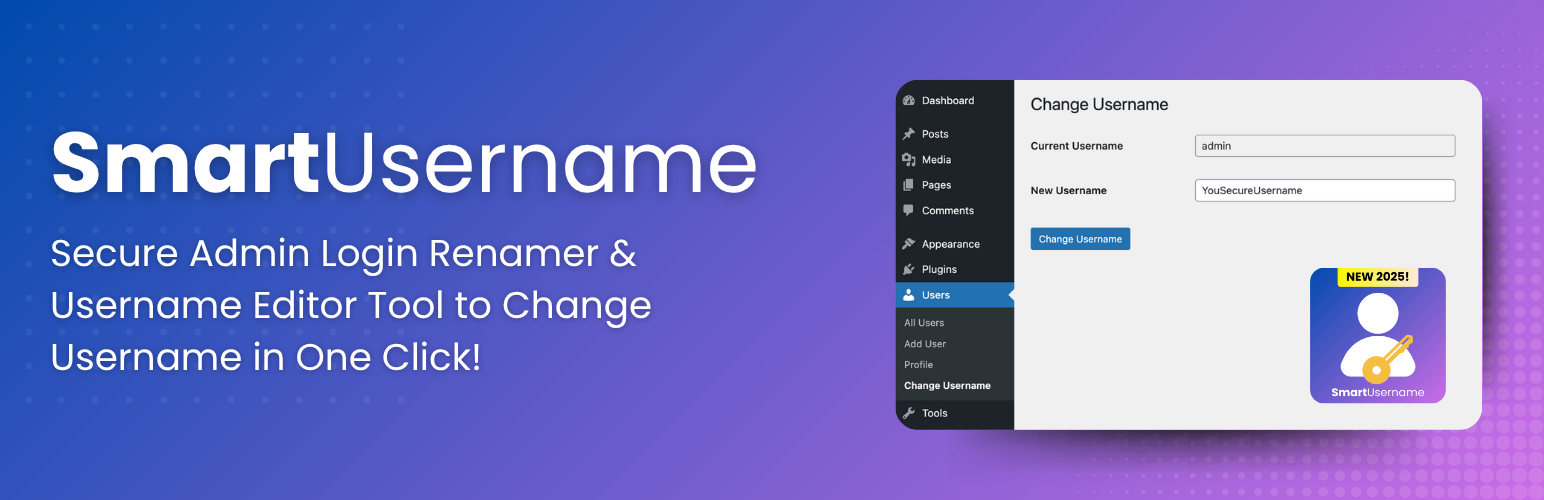 SmartUsername
Secure Admin Login Renamer &
Username Editor Tool to Change
Username in One Click!
Dashboard
Posts
Media
Pages
Comments
Appearance
Plugins
Users
All Users
Add User
Profile
Change Username
Tools
Change Username
Current Username admin
New Username YouSecureUsername
Change Username
NEW 2025!
SmartUsername